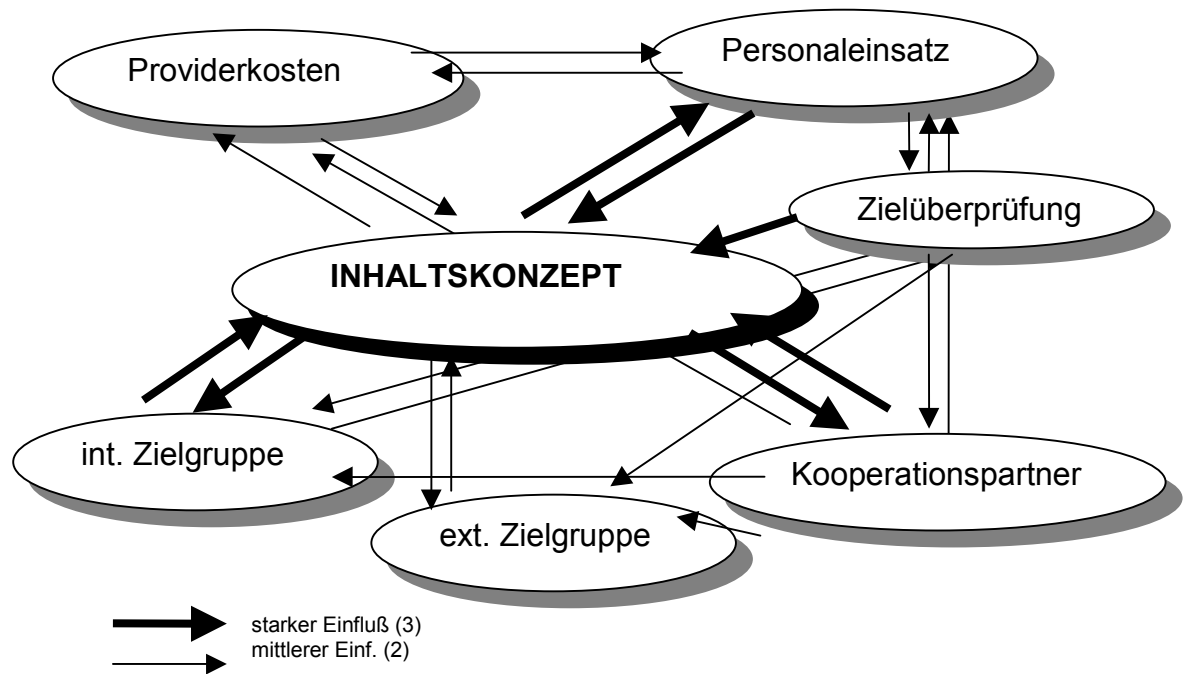 Providerkosten
Personaleinsatz
Zielüberprüfung
INHALTSKONZEPT
int. Zielgruppe
Kooperationspartner
ext. Zielgruppe
starker Einfluß (3)
mittlerer Einf. (2)